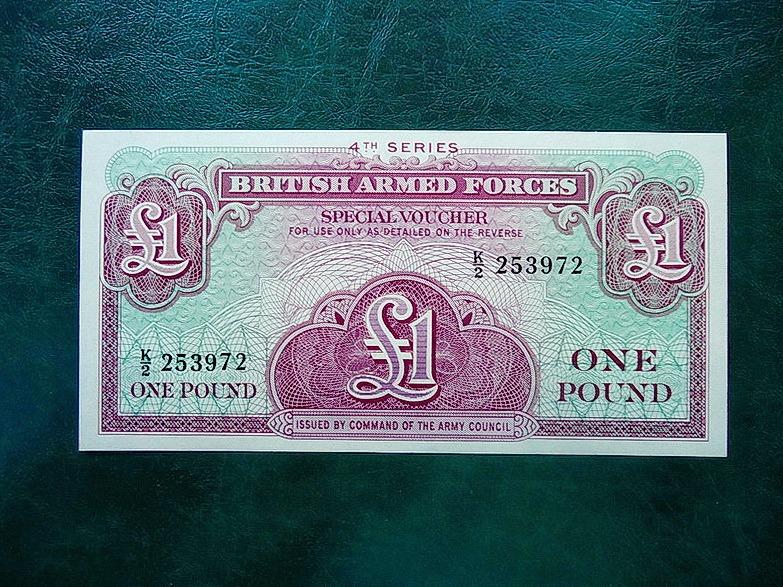 4TH SERIES
BRITISH ARMED FORCES
SPECIAL VOUCHER
FOR USE ONLY AS DETAILED ON THE REVERSE
£1
£1
K/2 253972
£1
K/2 253972
ONE POUND
ONE
POUND
ISSUED BY COMMAND OF THE ARMY COUNCIL